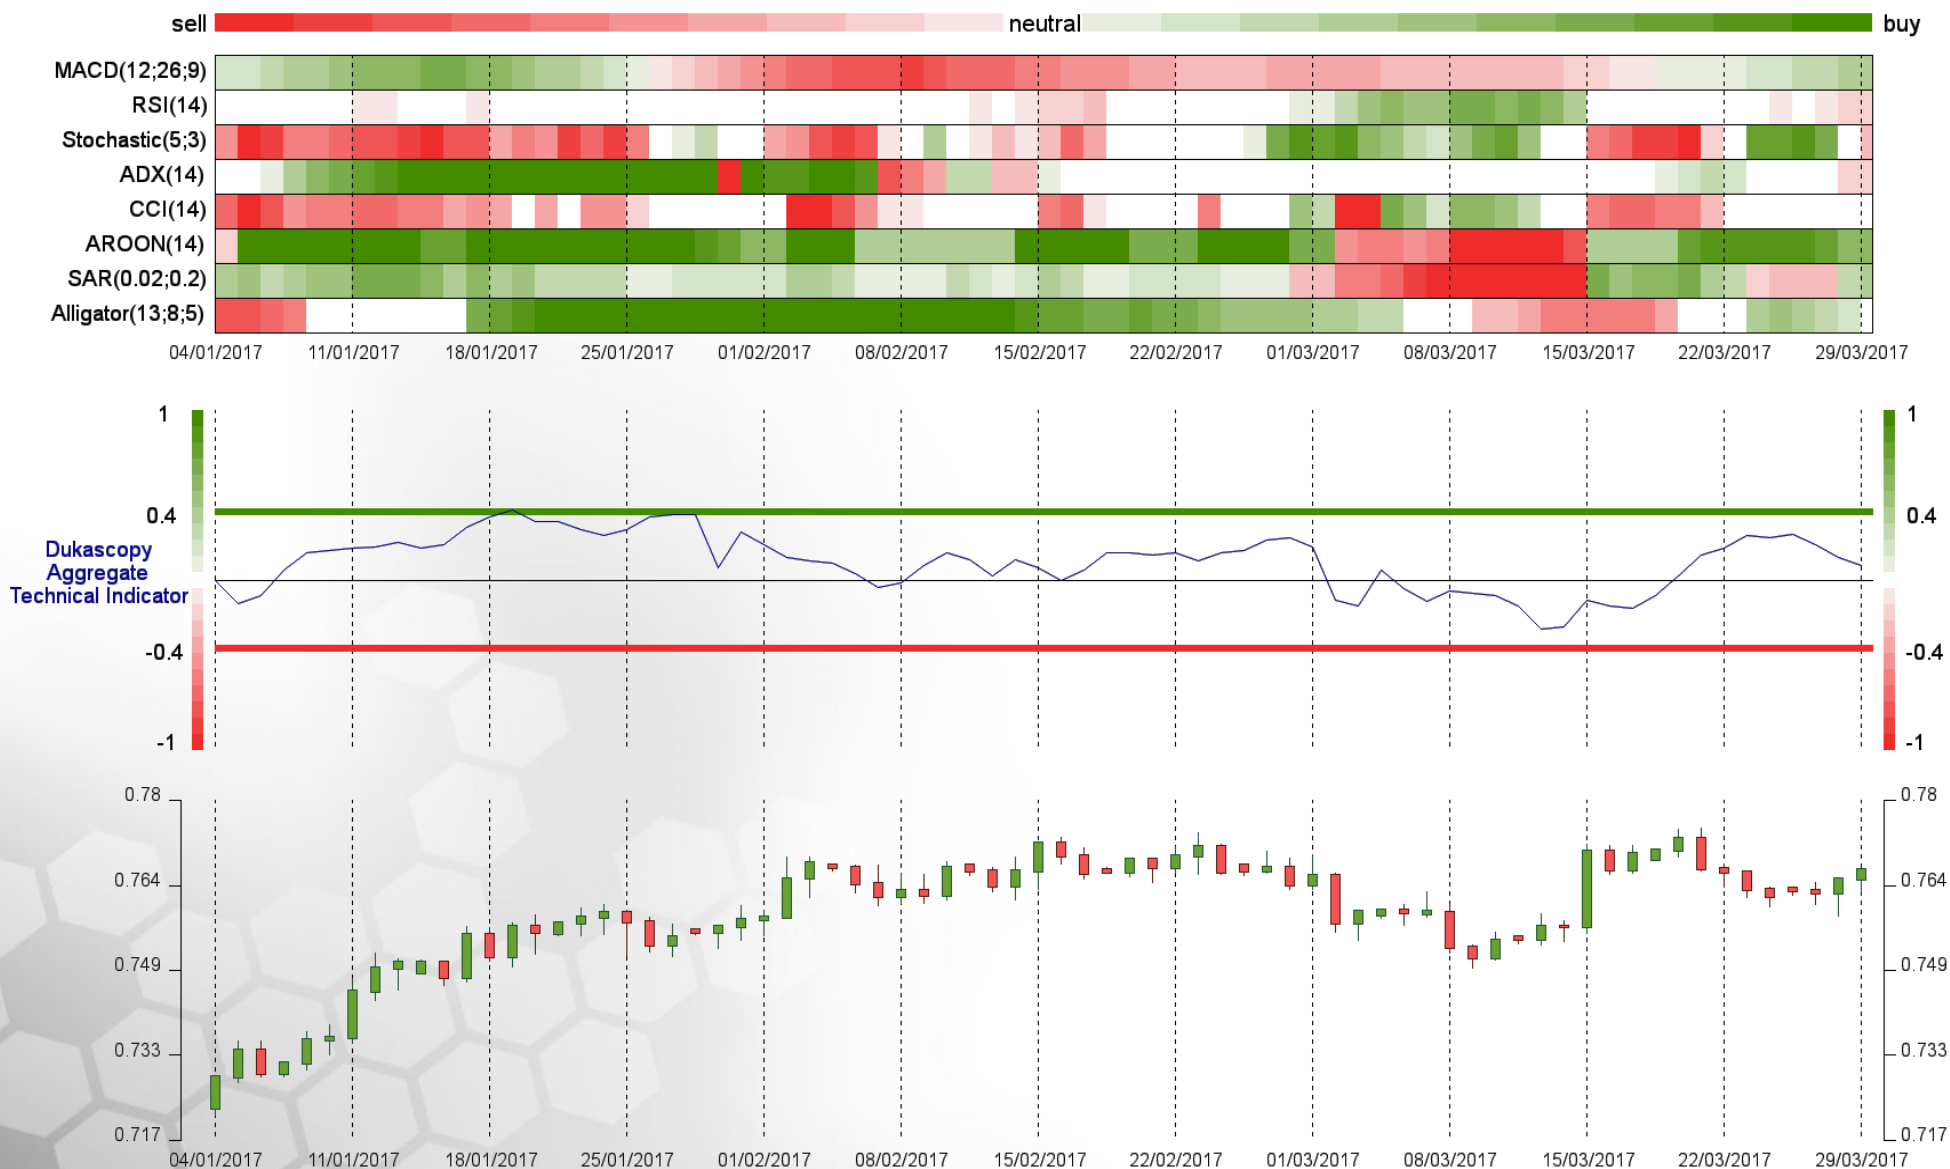 sell neutral buy
MACD(12;26;9)
RSI(14)
Stochastic(5;3)
ADX(14)
CCI(14)
AROON(14)
SAR(0.02;0.2)
Alligator(13;8;5)
04/01/2017 11/01/2017 18/01/2017 25/01/2017 01/02/2017 08/02/2017 15/02/2017 22/02/2017 01/03/2017 08/03/2017 15/03/2017 22/03/2017 29/03/2017
1 1
0.4 0.4
Dukascopy
Aggregate
Technical Indicator
-0.4 -0.4
-1 -1
0.78 0.78
0.764 0.764
0.749 0.749
0.733 0.733
0.717 0.717
04/01/2017 11/01/2017 18/01/2017 25/01/2017 01/02/2017 08/02/2017 15/02/2017 22/02/2017 01/03/2017 08/03/2017 15/03/2017 22/03/2017 29/03/2017